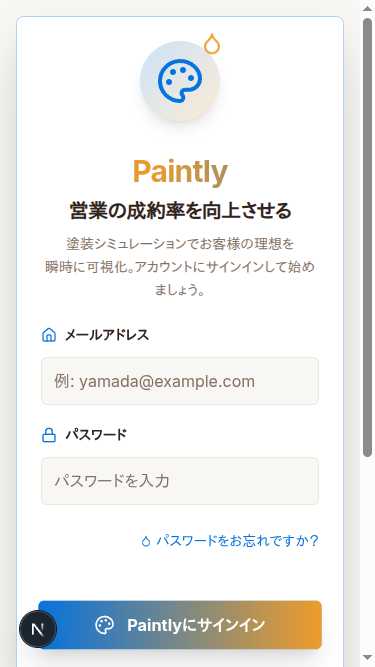 Paintly
営業の成約率を向上させる
塗装シミュレーションでお客様の理想を
瞬時に可視化。アカウントにサインインして始め
ましょう。
メールアドレス
例: yamada@example.com
パスワード
パスワードを入力
パスワードをお忘れですか?
N
Paintlyにサインイン